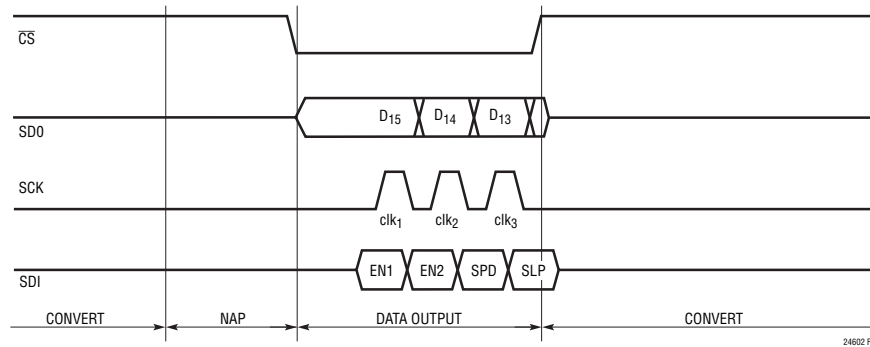 CS
SD0
D15 D14 D13
SCK
clk1 clk2 clk3
SDI
EN1 EN2 SPD SLP
CONVERT NAP DATA OUTPUT CONVERT
24602 F